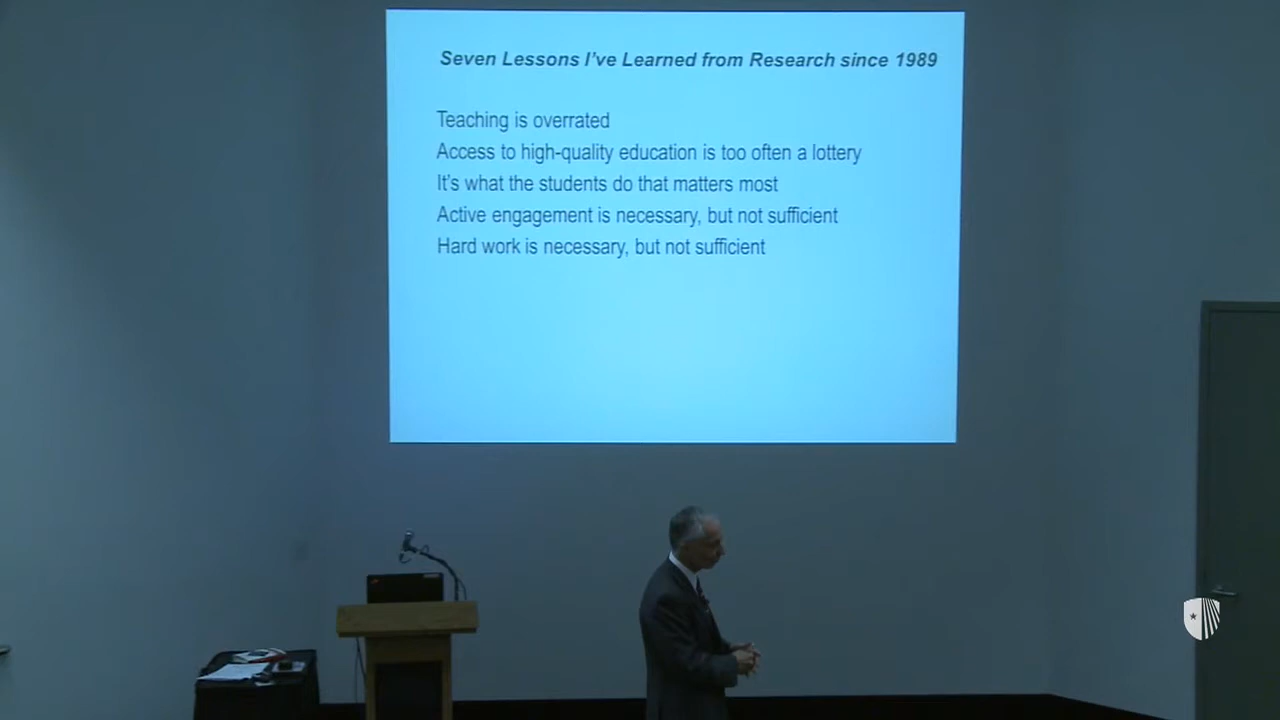 Seven Lessons I've Learned from Research since 1989
Teaching is overrated
Access to high-quality education is too often a lottery
It's what the students do that matters most
Active engagement is necessary, but not sufficient
Hard work is necessary, but not sufficient